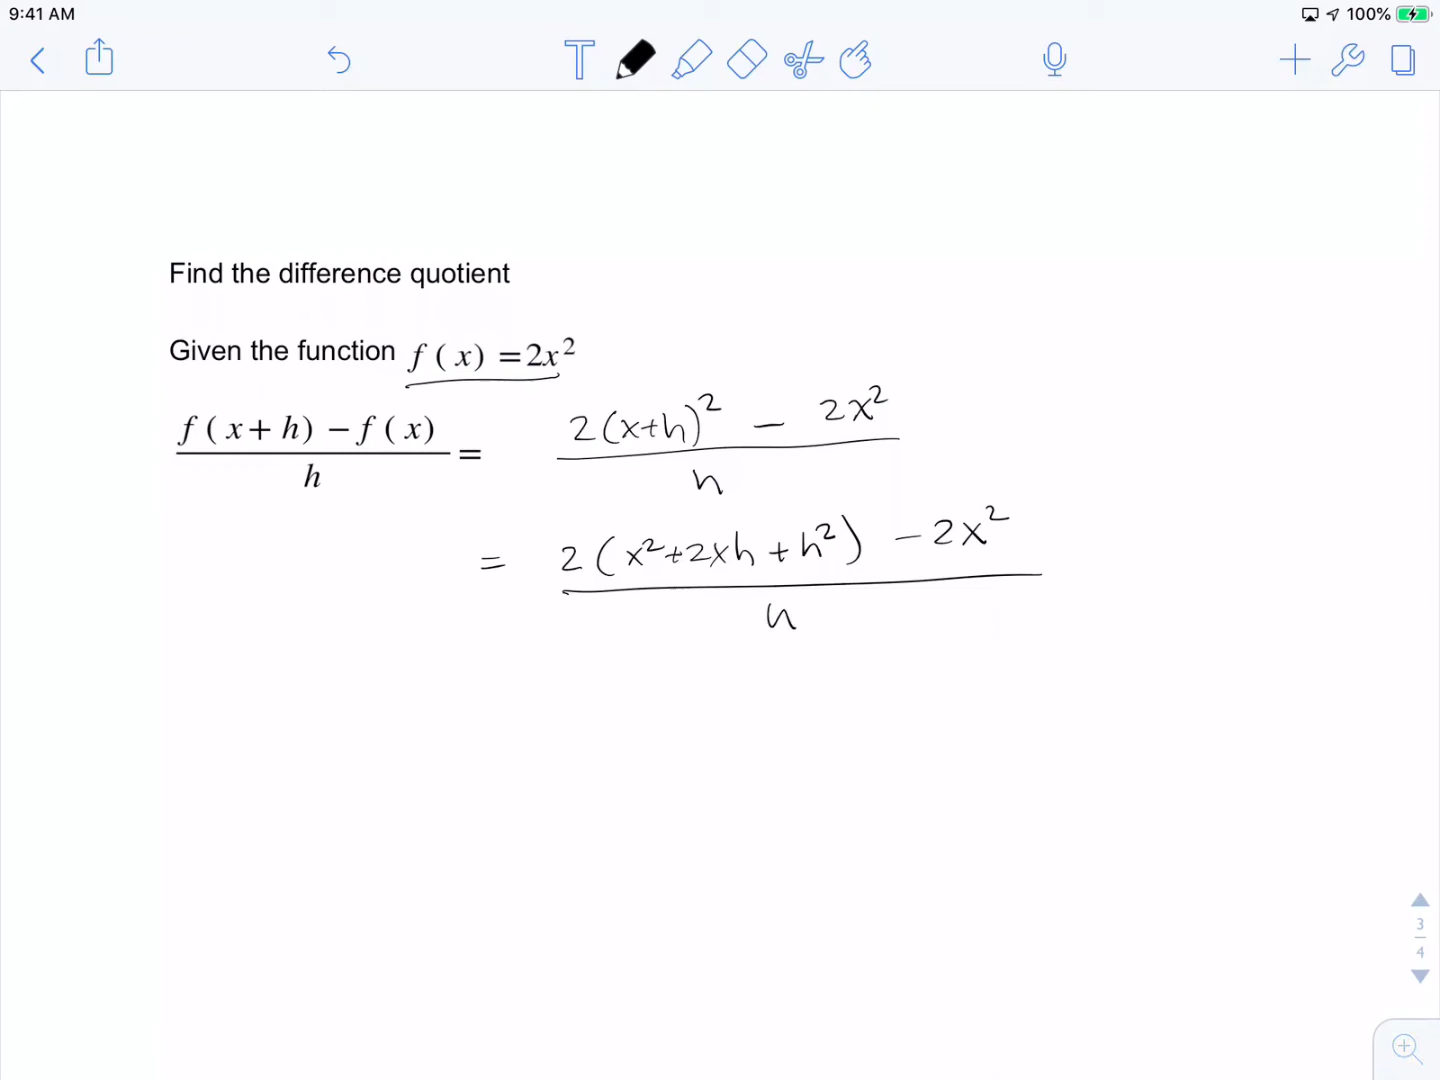 9:41 AM
100%
T
Find the difference quotient
Given the function f(x) = 2x²
f(x+h) − f(x)
h
=
2(x+h)² − 2x²
h
= 2(x²+2xh+h²) − 2x²
h
3
4